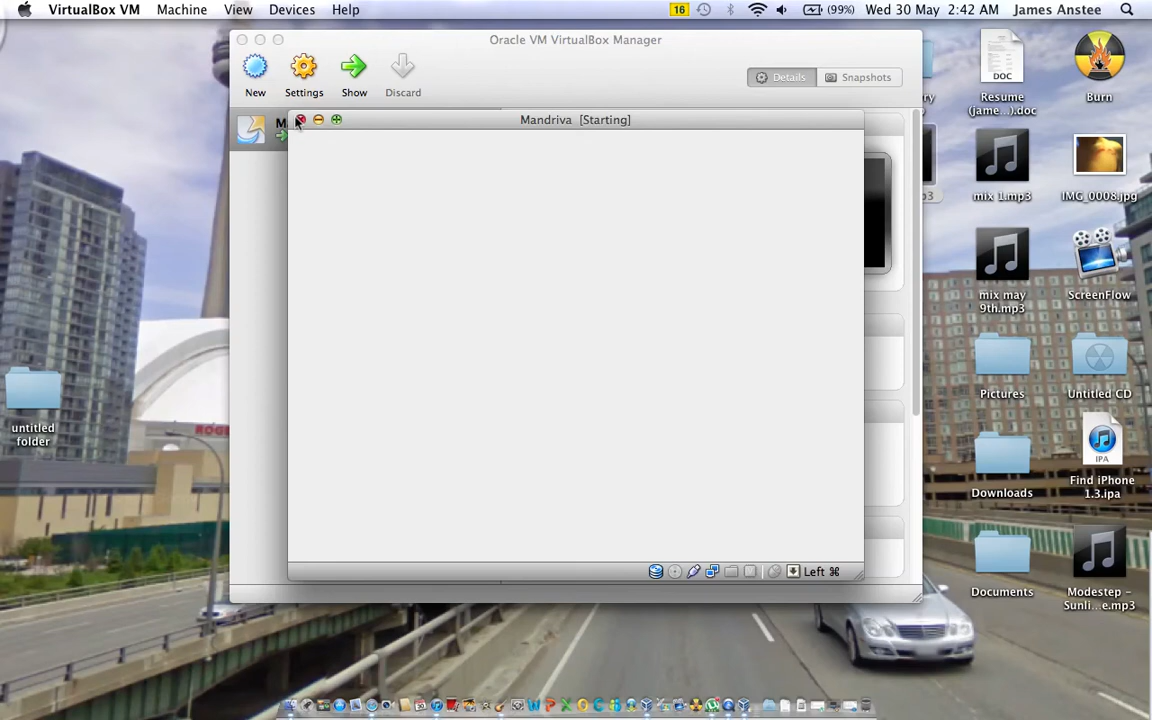 VirtualBox VM Machine View Devices Help
16 (99%) Wed 30 May 2:42 AM James Anstee
Oracle VM VirtualBox Manager
New Settings Show Discard
Details Snapshots
Mandriva [Starting]
Left ⌘
untitled
folder
Resume
(jame....).doc
DOC
Burn
mix 1.mp3
IMG_0008.jpg
mix may
9th.mp3
ScreenFlow
Pictures
Untitled CD
IPA
Downloads
Find iPhone
1.3.ipa
Documents
Modestep –
Sunli...e.mp3